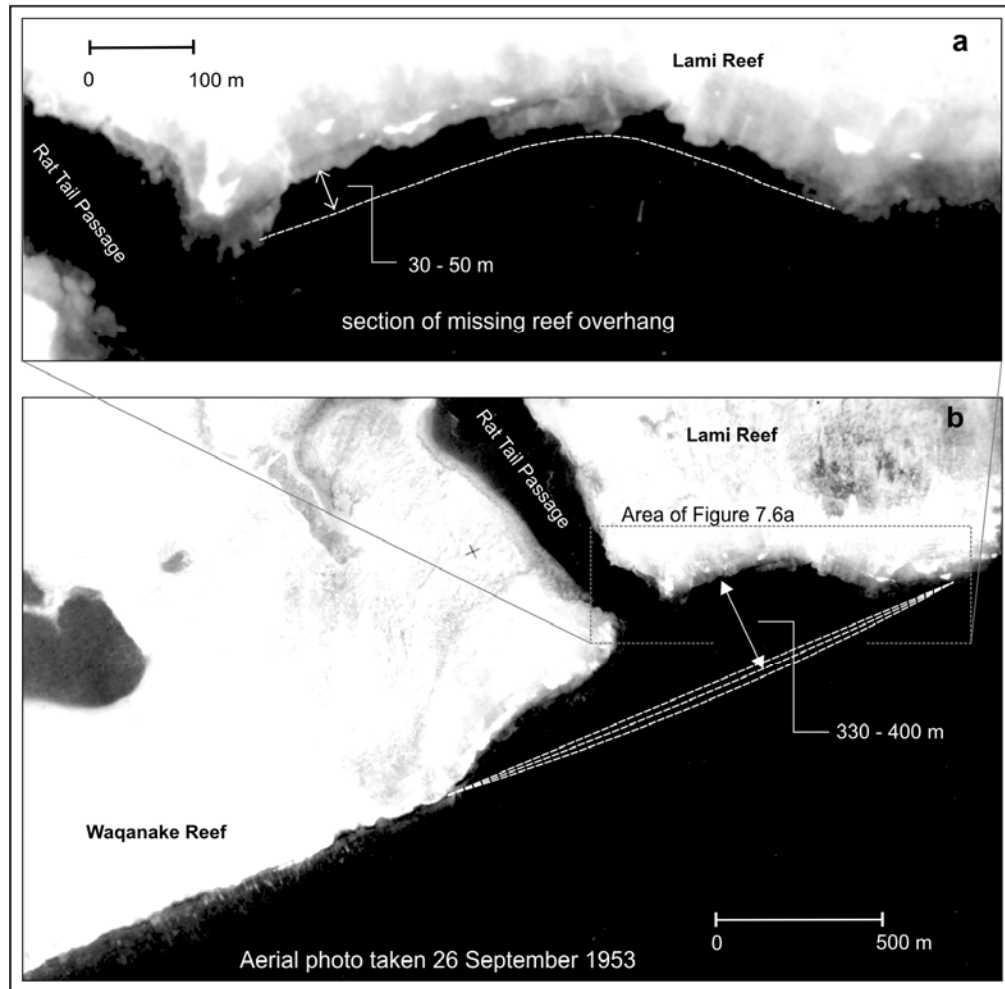 a
Lami Reef
0 100 m
Rat Tail Passage
30 - 50 m
section of missing reef overhang
b
Lami Reef
Rat Tail Passage
Area of Figure 7.6a
330 - 400 m
Waqanake Reef
0 500 m
Aerial photo taken 26 September 1953